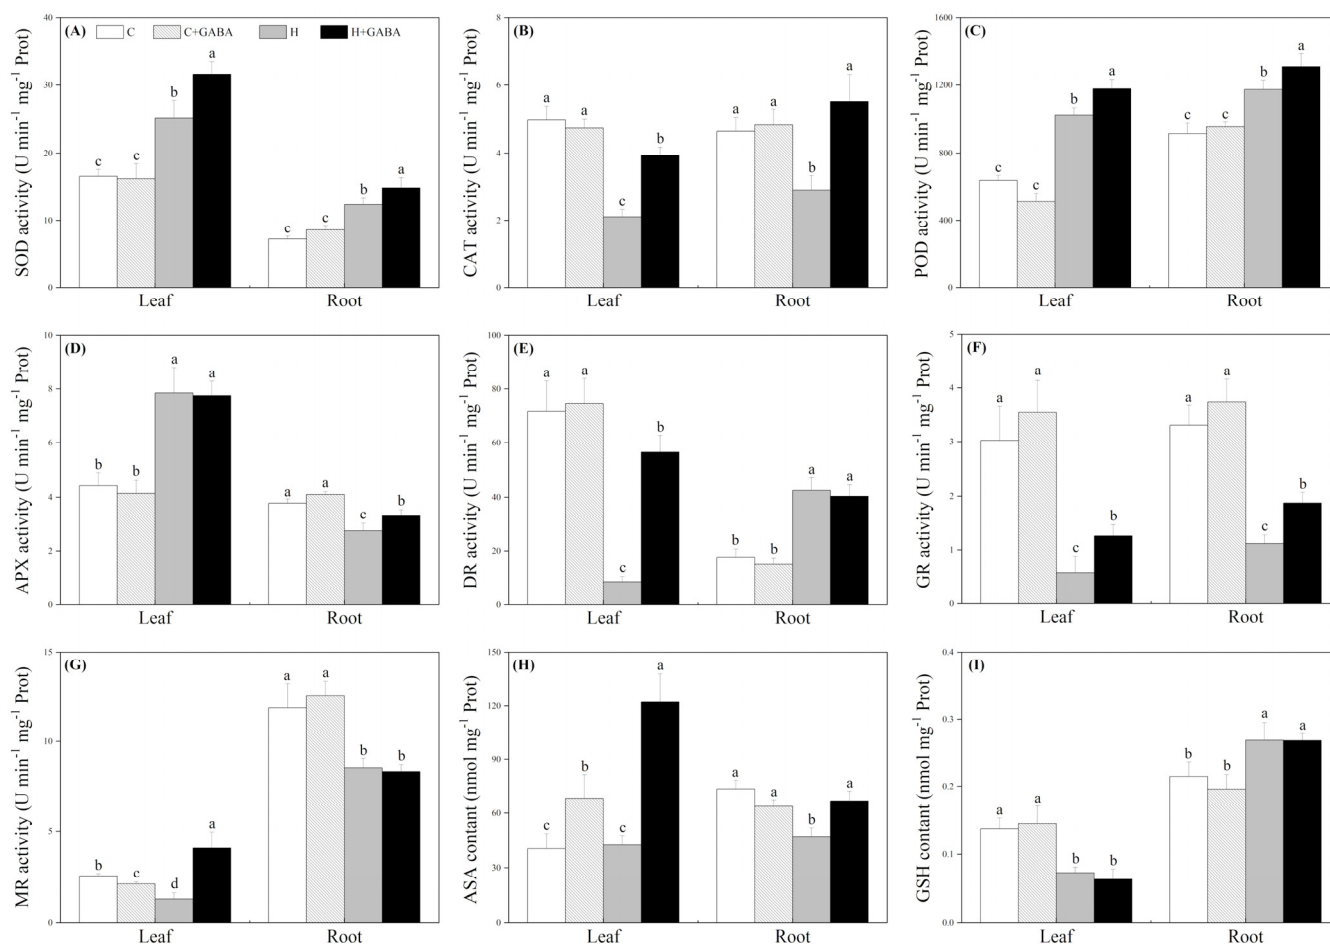 (A) C C+GABA H H+GABA
SOD activity (U min⁻¹ mg⁻¹ Prot)
40
30
20
10
0
c c b a c c b a
Leaf Root
(B)
CAT activity (U min⁻¹ mg⁻¹ Prot)
8
6
4
2
0
a a c b a a b a
Leaf Root
(C)
POD activity (U min⁻¹ mg⁻¹ Prot)
1600
1200
800
400
0
c c b a c c b a
Leaf Root
(D)
APX activity (U min⁻¹ mg⁻¹ Prot)
10
8
6
4
2
0
b b a a a a c b
Leaf Root
(E)
DR activity (U min⁻¹ mg⁻¹ Prot)
100
80
60
40
20
0
a a c b b b a a
Leaf Root
(F)
GR activity (U min⁻¹ mg⁻¹ Prot)
5
4
3
2
1
0
a a c b a a c b
Leaf Root
(G)
MR activity (U min⁻¹ mg⁻¹ Prot)
15
10
5
0
b c d a a a b b
Leaf Root
(H)
ASA contant (nmol mg⁻¹ Prot)
150
120
90
60
30
0
c b c a a a b a
Leaf Root
(I)
GSH contant (nmol mg⁻¹ Prot)
0.4
0.3
0.2
0.1
0.0
a a b b b b a a
Leaf Root